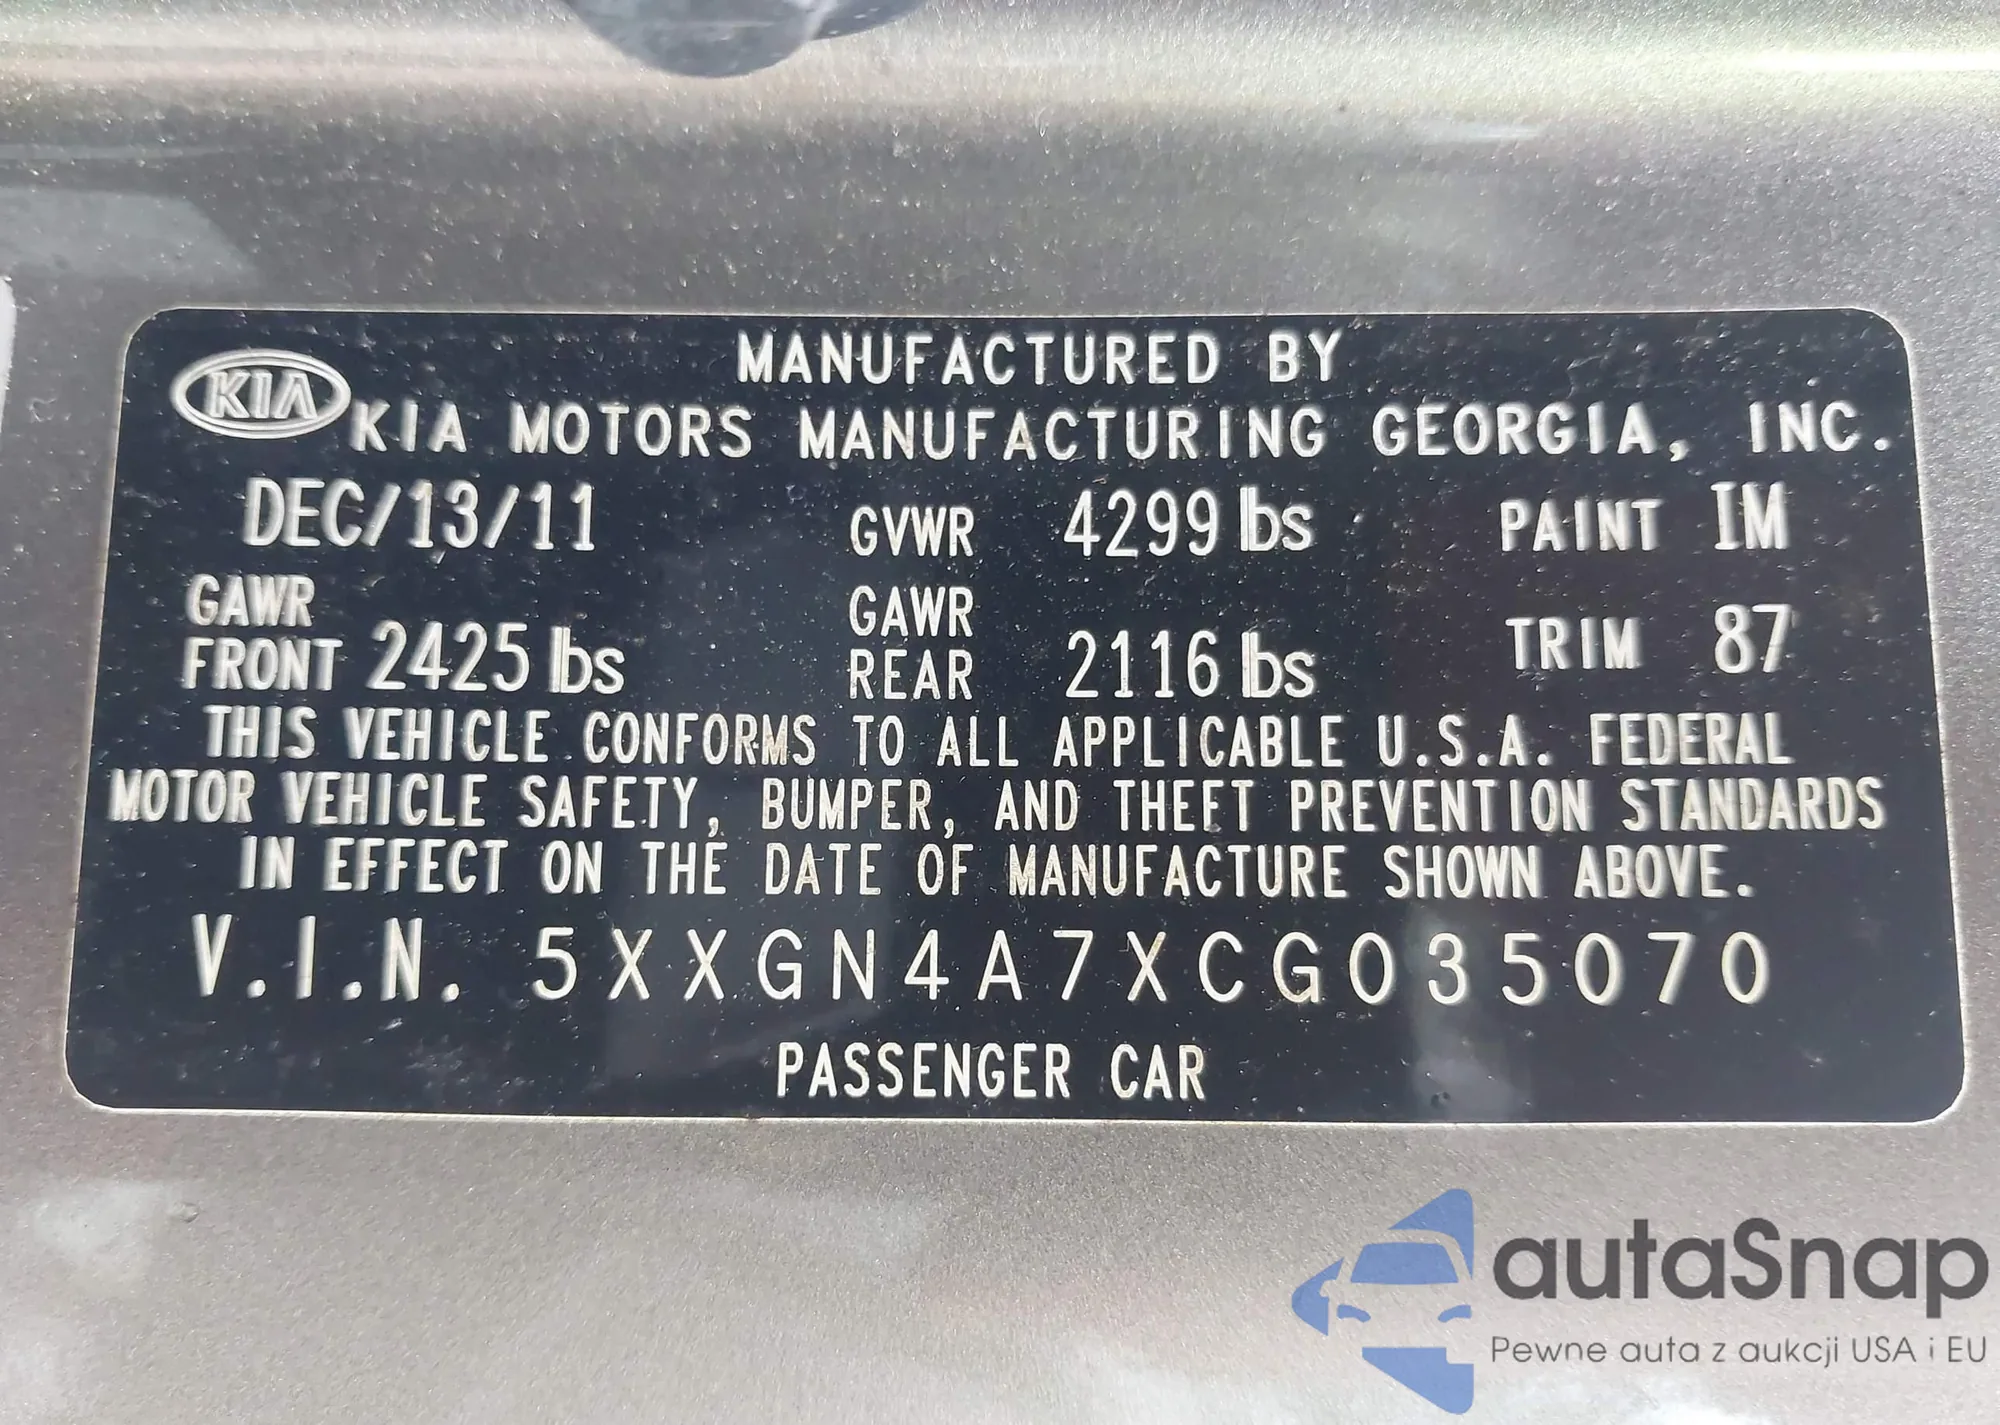 MANUFACTURED BY
KIA KIA MOTORS MANUFACTURING GEORGIA, INC.
DEC/13/11 GVWR 4299 lbs PAINT IM
GAWR FRONT 2425 lbs GAWR REAR 2116 lbs TRIM 87
THIS VEHICLE CONFORMS TO ALL APPLICABLE U.S.A. FEDERAL
MOTOR VEHICLE SAFETY, BUMPER, AND THEFT PREVENTION STANDARDS
IN EFFECT ON THE DATE OF MANUFACTURE SHOWN ABOVE.
V.I.N. 5XXGN4A7XCG035070
PASSENGER CAR
autaSnap
Pewne auta z aukcji USA i EU